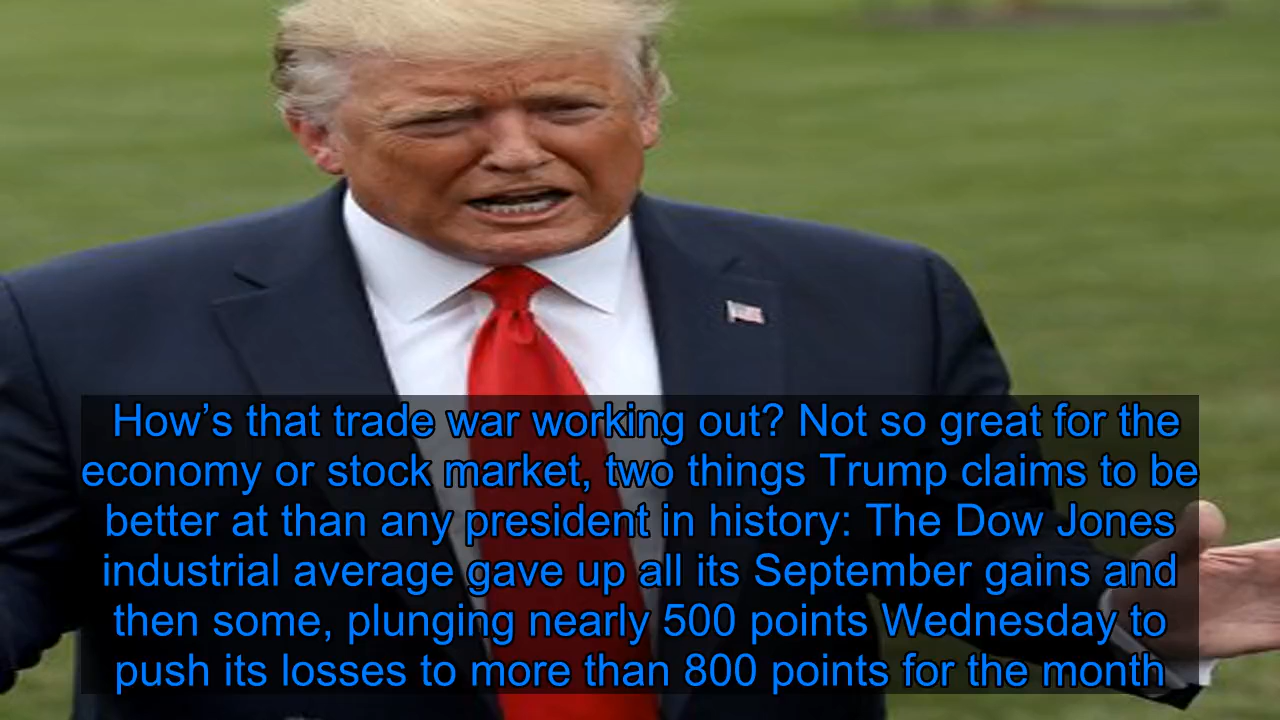 How’s that trade war working out? Not so great for the
economy or stock market, two things Trump claims to be
better at than any president in history: The Dow Jones
industrial average gave up all its September gains and
then some, plunging nearly 500 points Wednesday to
push its losses to more than 800 points for the month